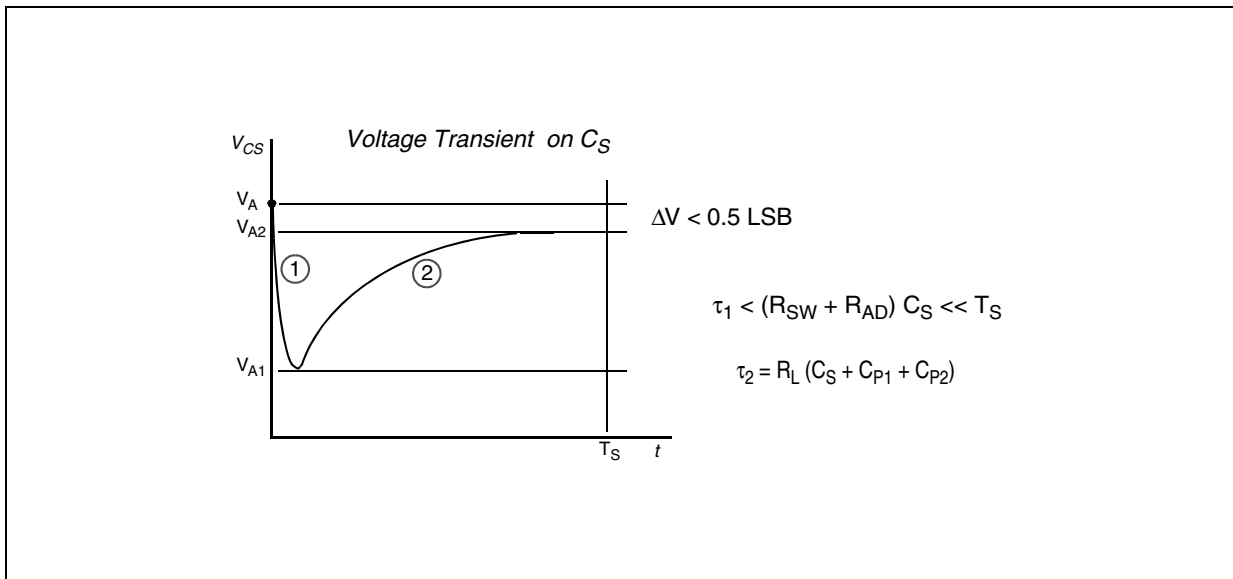 Voltage Transient on CS
VCS
VA
VA2
ΔV < 0.5 LSB
1
2
τ1 < (RSW + RAD) CS << TS
VA1
τ2 = RL (CS + CP1 + CP2)
TS
t